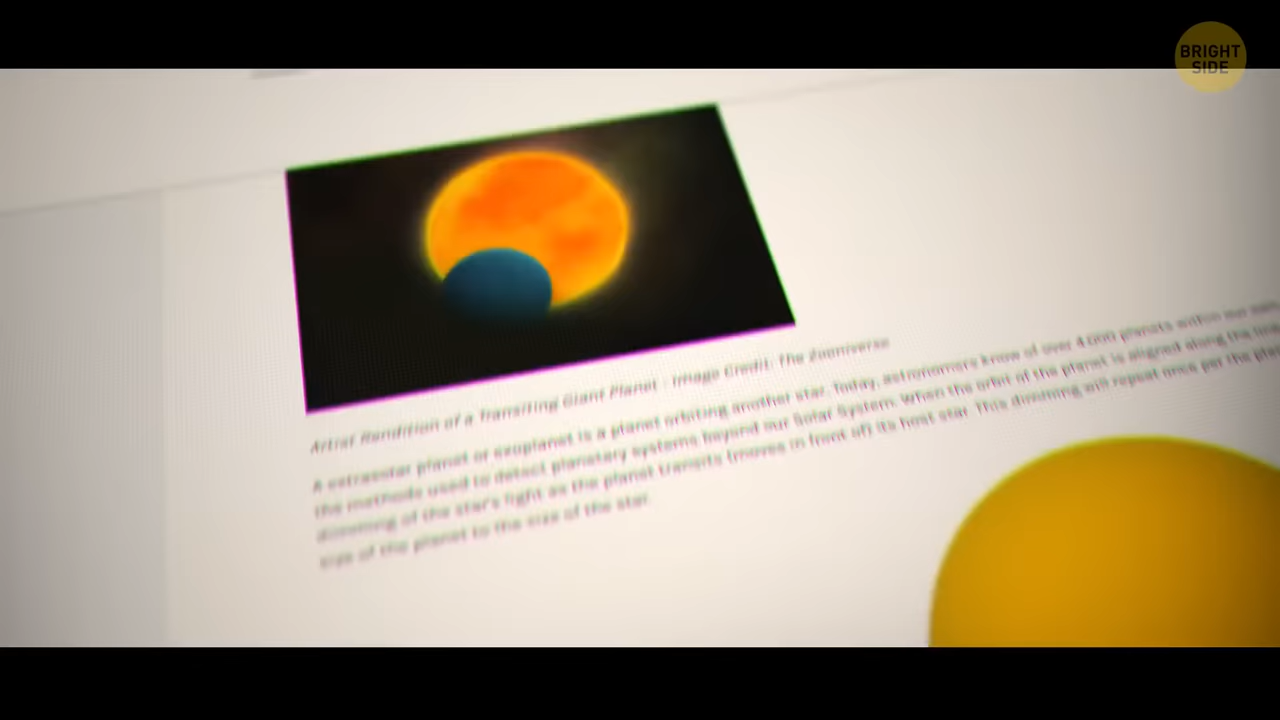 BRIGHT
SIDE
Artist Rendition of a Transiting Giant Planet - Image Credit: The Zooniverse
A extrasolar planet or exoplanet is a planet orbiting another star. Today, astronomers know of over 4,000 planets within our own
the methods used to detect planetary systems beyond our Solar System. When the orbit of the planet is aligned along the
dimming of the star's light as the planet transits (moves in front of) its host star. This dimming will repeat once per the
size of the planet to the size of the star.